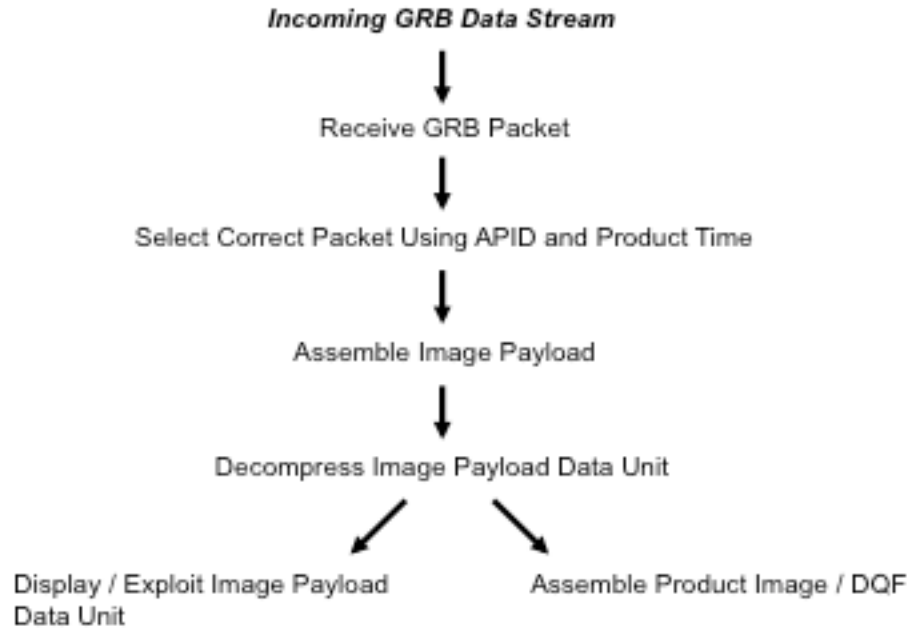 Incoming GRB Data Stream
Receive GRB Packet
Select Correct Packet Using APID and Product Time
Assemble Image Payload
Decompress Image Payload Data Unit
Display / Exploit Image Payload
Data Unit
Assemble Product Image / DQF